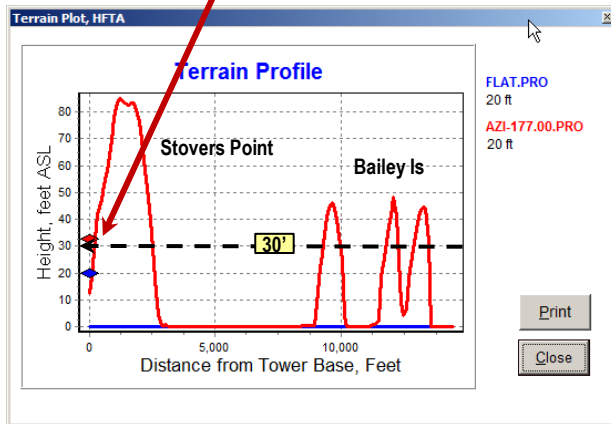 Terrain Plot, HFTA
Terrain Profile
Height, feet ASL
80
70
60
50
40
30
20
10
0
Stovers Point
Bailey Is
30'
0
5,000
10,000
Distance from Tower Base, Feet
FLAT.PRO
20 ft
AZI-177.00.PRO
20 ft
Print
Close